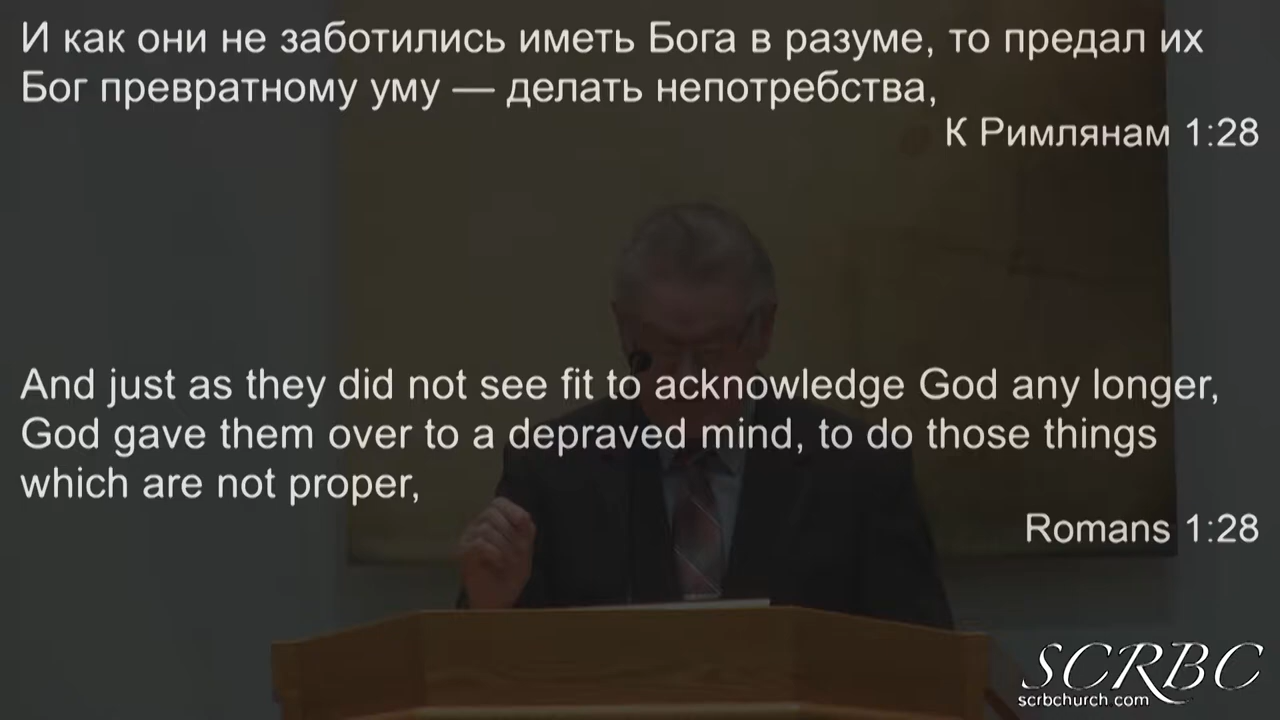 И как они не заботились иметь Бога в разуме, то предал их
Бог превратному уму — делать непотребства,
К Римлянам 1:28
And just as they did not see fit to acknowledge God any longer,
God gave them over to a depraved mind, to do those things
which are not proper,
Romans 1:28
SCRBC
scrbchurch.com